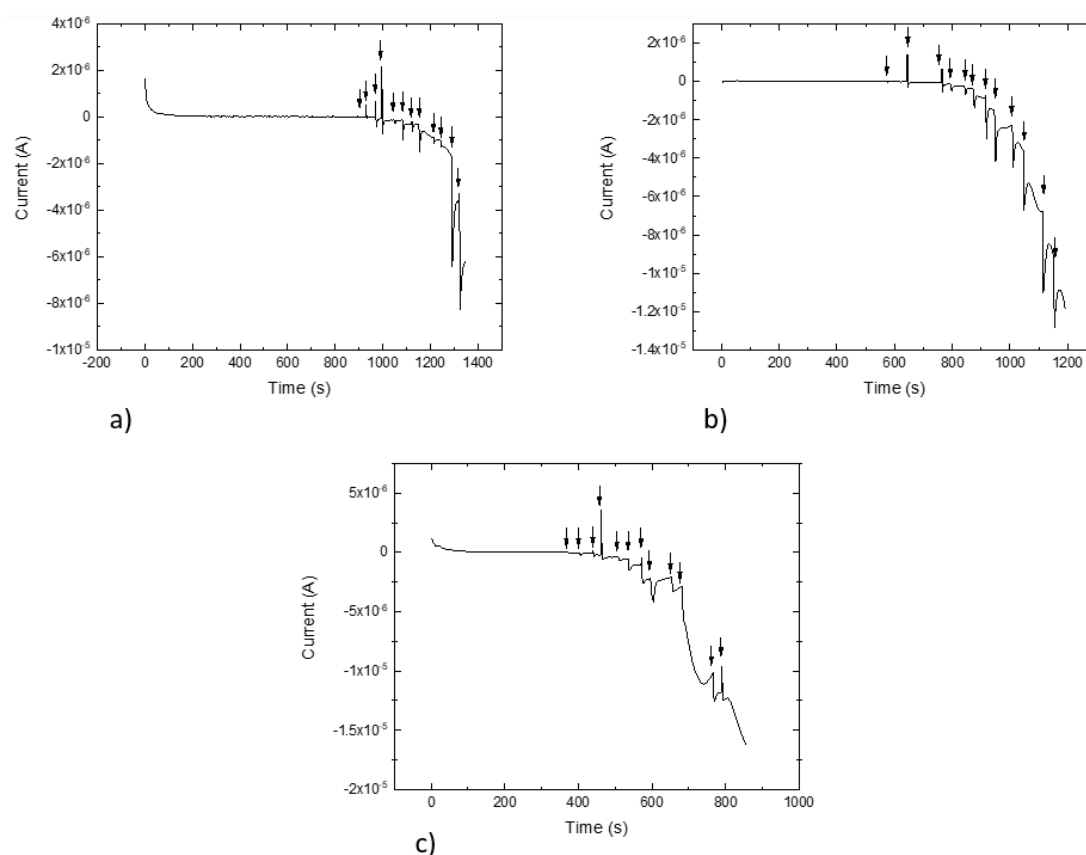 4x10⁻⁶
2x10⁻⁶
0
-2x10⁻⁶
-4x10⁻⁶
-6x10⁻⁶
-8x10⁻⁶
-1x10⁻⁵
-200 0 200 400 600 800 1000 1200 1400
Current (A)
Time (s)
a)
2x10⁻⁶
0
-2x10⁻⁶
-4x10⁻⁶
-6x10⁻⁶
-8x10⁻⁶
-1x10⁻⁵
-1.2x10⁻⁵
-1.4x10⁻⁵
0 200 400 600 800 1000 1200
Current (A)
Time (s)
b)
5x10⁻⁶
0
-5x10⁻⁶
-1x10⁻⁵
-1.5x10⁻⁵
-2x10⁻⁵
0 200 400 600 800 1000
Current (A)
Time (s)
c)